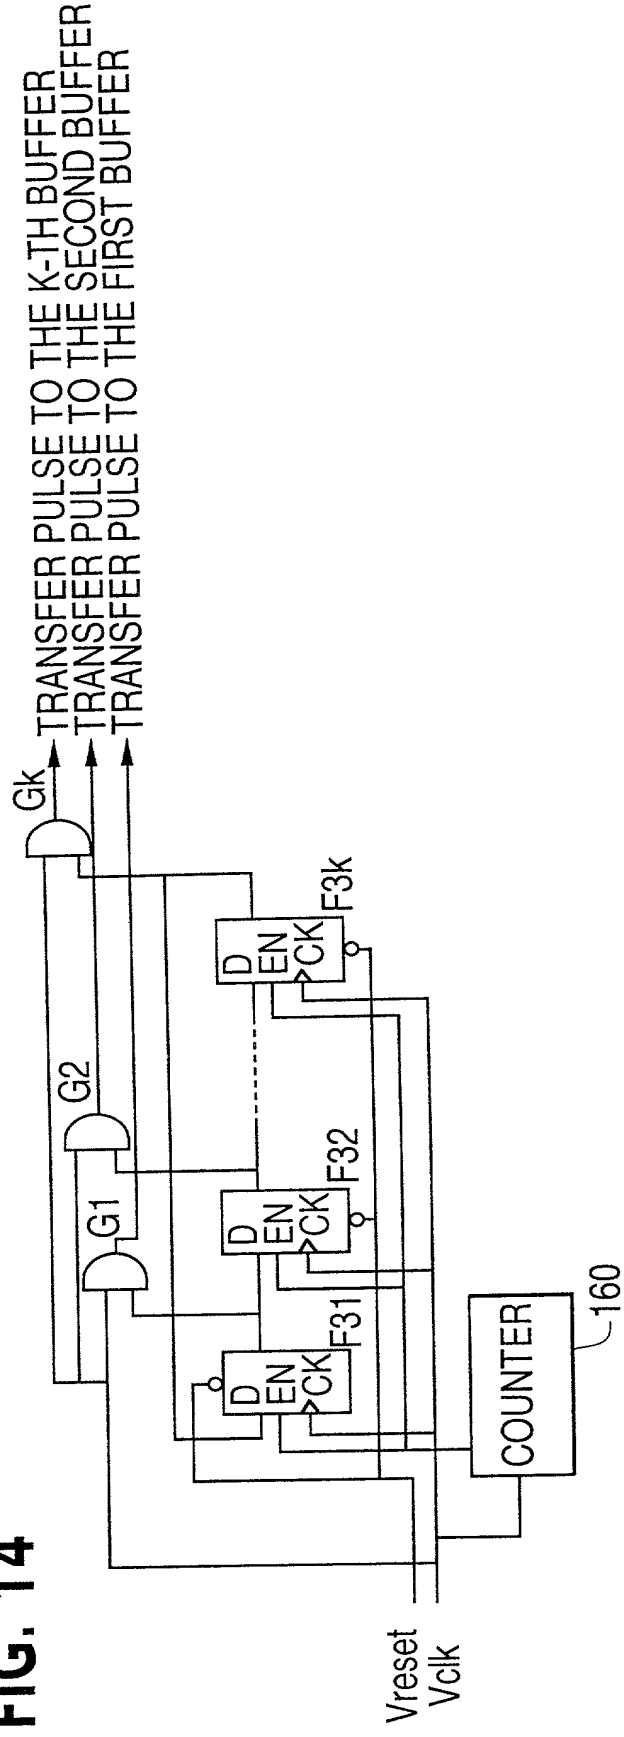 FIG. 14
TRANSFER PULSE TO THE K-TH BUFFER
TRANSFER PULSE TO THE SECOND BUFFER
TRANSFER PULSE TO THE FIRST BUFFER
Gk
G2
G1
D
EN
CK
F31
D
EN
CK
F32
D
EN
CK
F3k
Vreset
Vclk
COUNTER
160